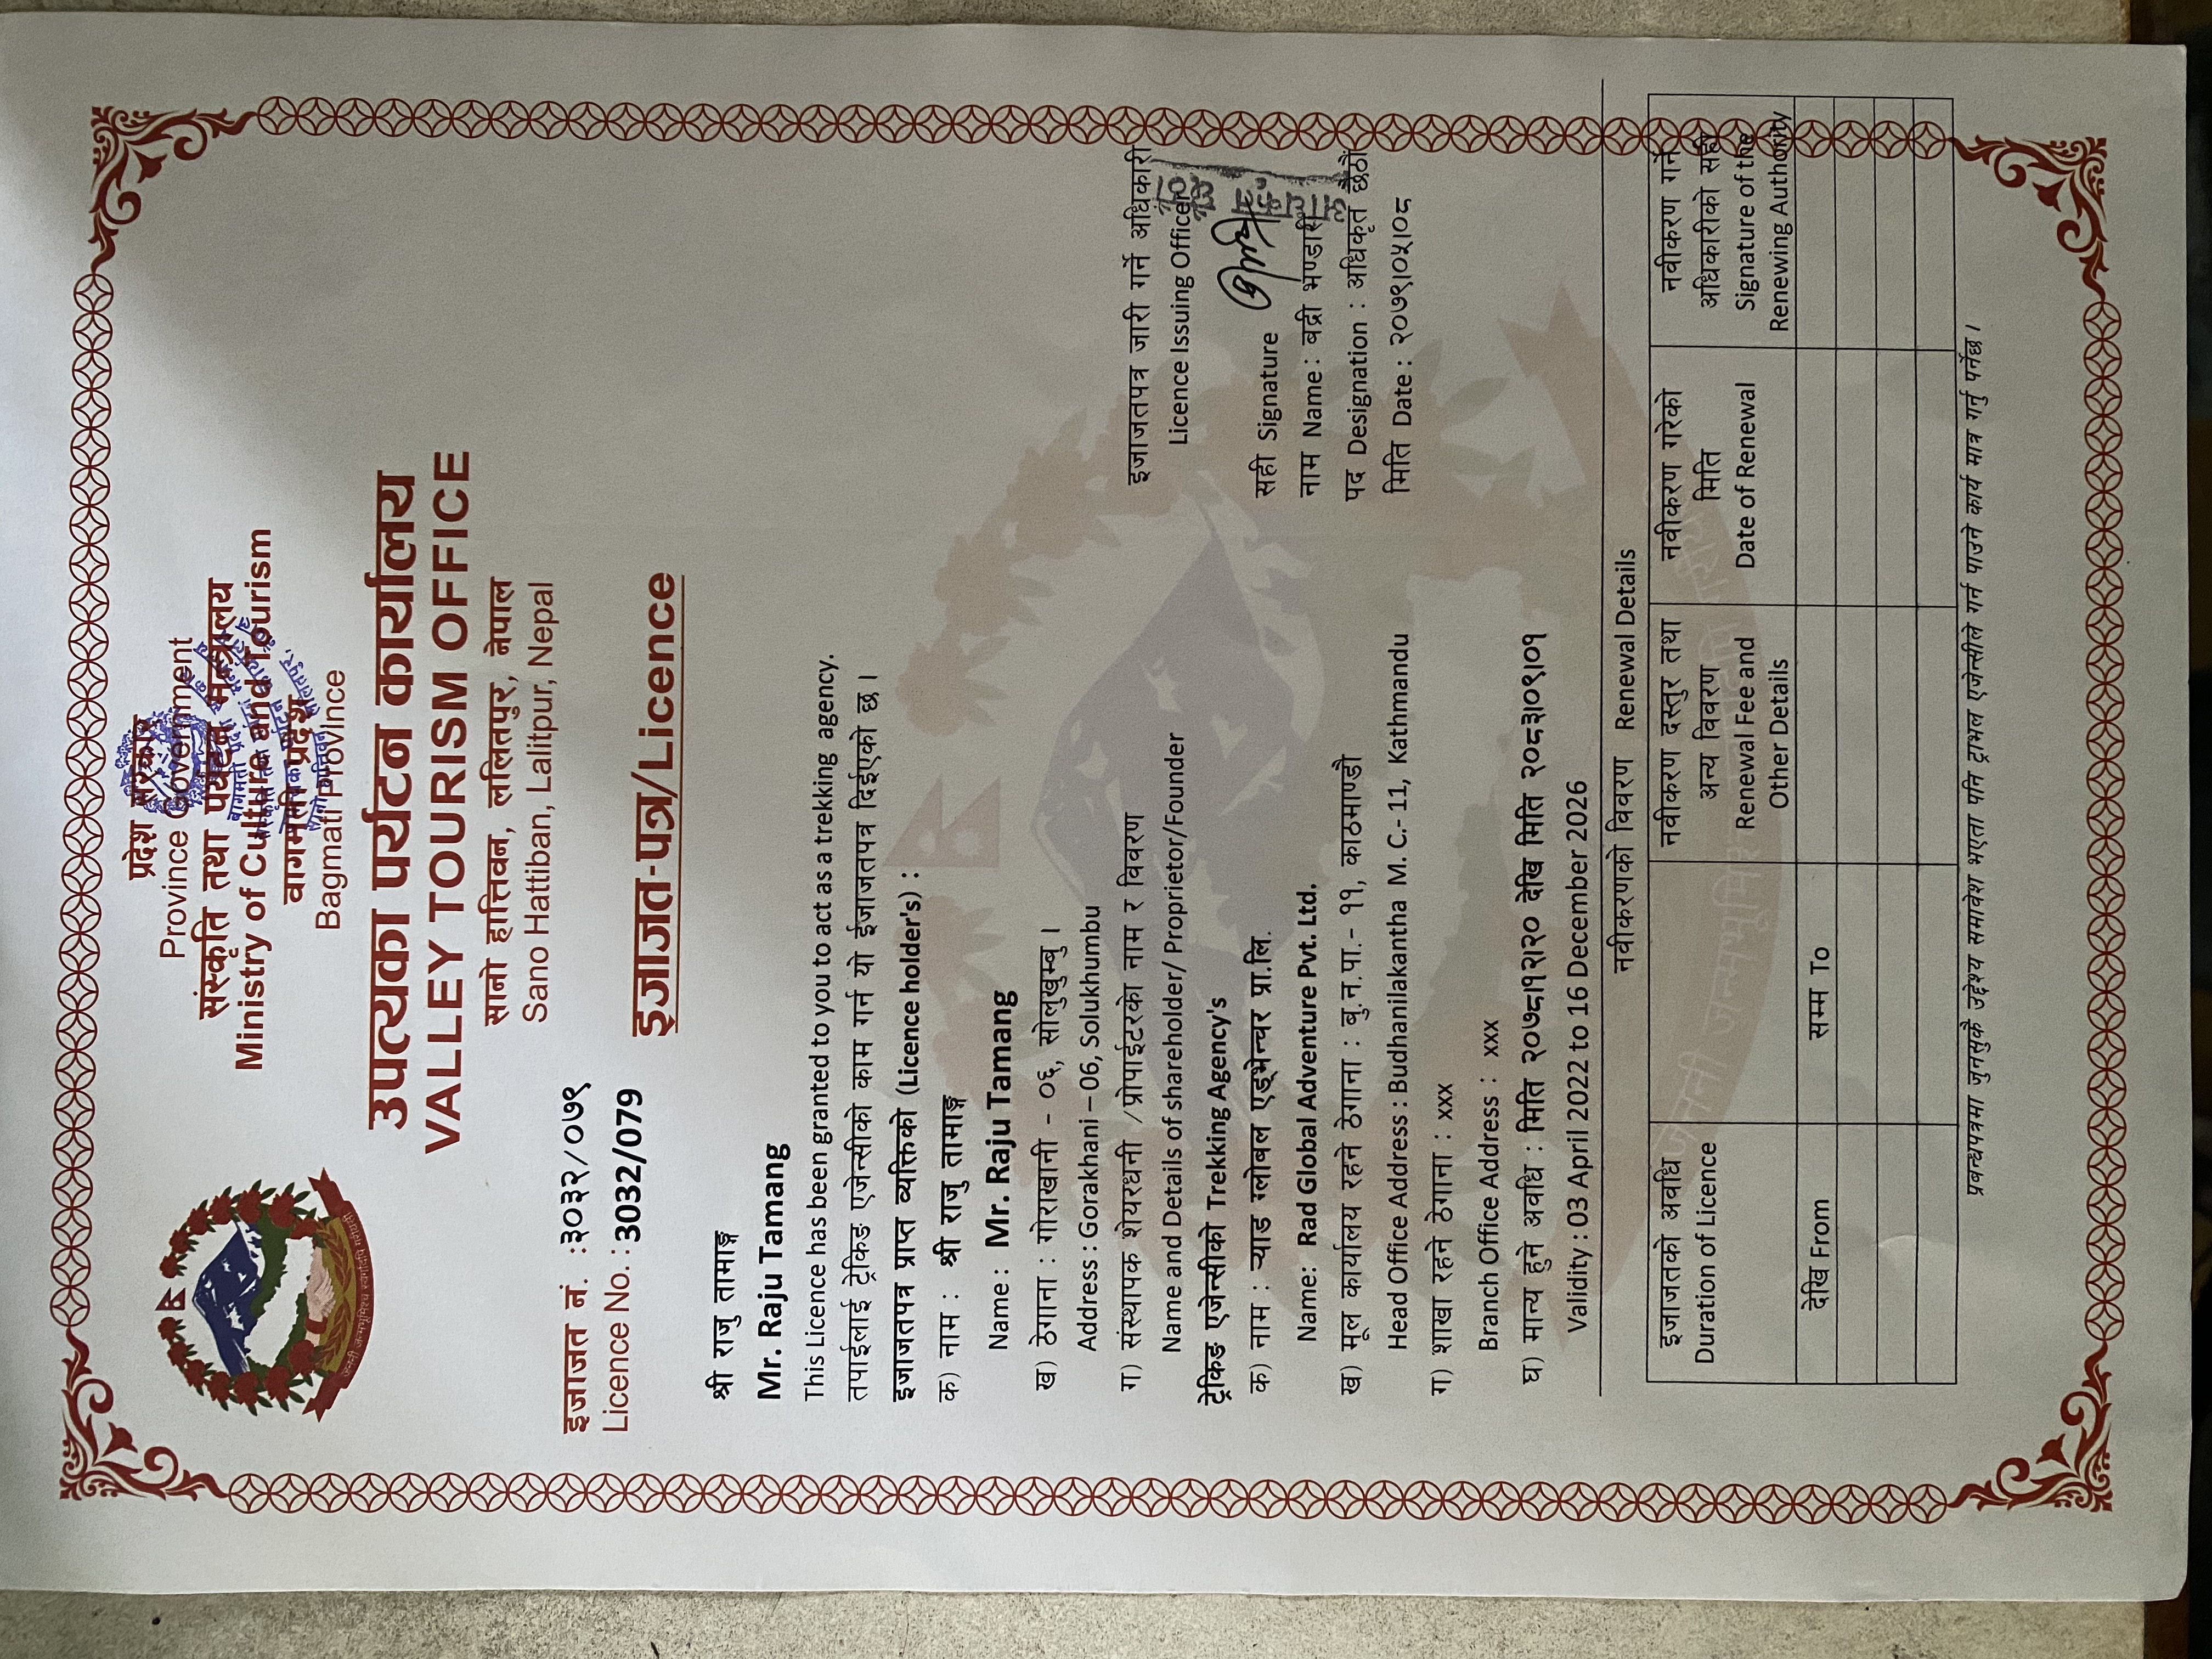 प्रदेश सरकार
Province Government
संस्कृति तथा पर्यटन मन्त्रालय
Ministry of Culture and Tourism
वागमती प्रदेश
Bagmati Province
उपत्यका पर्यटन कार्यालय
VALLEY TOURISM OFFICE
सानो हात्तिवन, ललितपुर, नेपाल
Sano Hattiban, Lalitpur, Nepal
इजाजत नं. :३०३२/०७९
Licence No. : 3032/079
इजाजत-पत्र/Licence
श्री राजु तामाङ्ग
Mr. Raju Tamang
This Licence has been granted to you to act as a trekking agency.
तपाईलाई ट्रेकिङ एजेन्सीको काम गर्न यो ईजाजतपत्र दिईएको छ ।
इजाजतपत्र प्राप्त व्यक्तिको (Licence holder's) :
क) नाम : श्री राजु तामाङ्ग
Name : Mr. Raju Tamang
ख) ठेगाना : गोराखानी - ०६, सोलुखुम्बु ।
Address : Gorakhani – 06, Solukhumbu
ग) संस्थापक शेयरधनी /प्रोपाईटरको नाम र विवरण
Name and Details of shareholder/ Proprietor/Founder
ट्रेकिङ एजेन्सीको Trekking Agency's
क) नाम : र्‍याड ग्लोबल एड्भेन्चर प्रा.लि.
Name: Rad Global Adventure Pvt. Ltd.
ख) मूल कार्यालय रहने ठेगाना : बु.न.पा.- ११, काठमाण्डौ
Head Office Address : Budhanilakantha M. C.- 11, Kathmandu
ग) शाखा रहने ठेगाना : xxx
Branch Office Address : xxx
घ) मान्य हुने अवधि : मिति २०७८।१२।२० देखि मिति २०८३।०९।०१
Validity : 03 April 2022 to 16 December 2026
इजाजतपत्र जारी गर्ने अधिकारी
Licence Issuing Officer
सही Signature
नाम Name : बद्री भण्डारी
पद Designation : अधिकृत छैठौं
मिति Date : २०७९।०५।०८
नवीकरणको विवरण Renewal Details
इजाजतको अवधि
Duration of Licence
नवीकरण दस्तुर तथा
अन्य विवरण
Renewal Fee and
Other Details
नवीकरण गरेको
मिति
Date of Renewal
नवीकरण गर्ने
अधिकारीको सही
Signature of the
Renewing Authority
देखि From
सम्म To
प्रबन्धपत्रमा जुनसुकै उद्देश्य समावेश भएता पनि ट्राभल एजेन्सीले गर्न पाउने कार्य मात्र गर्नु पर्नेछ ।